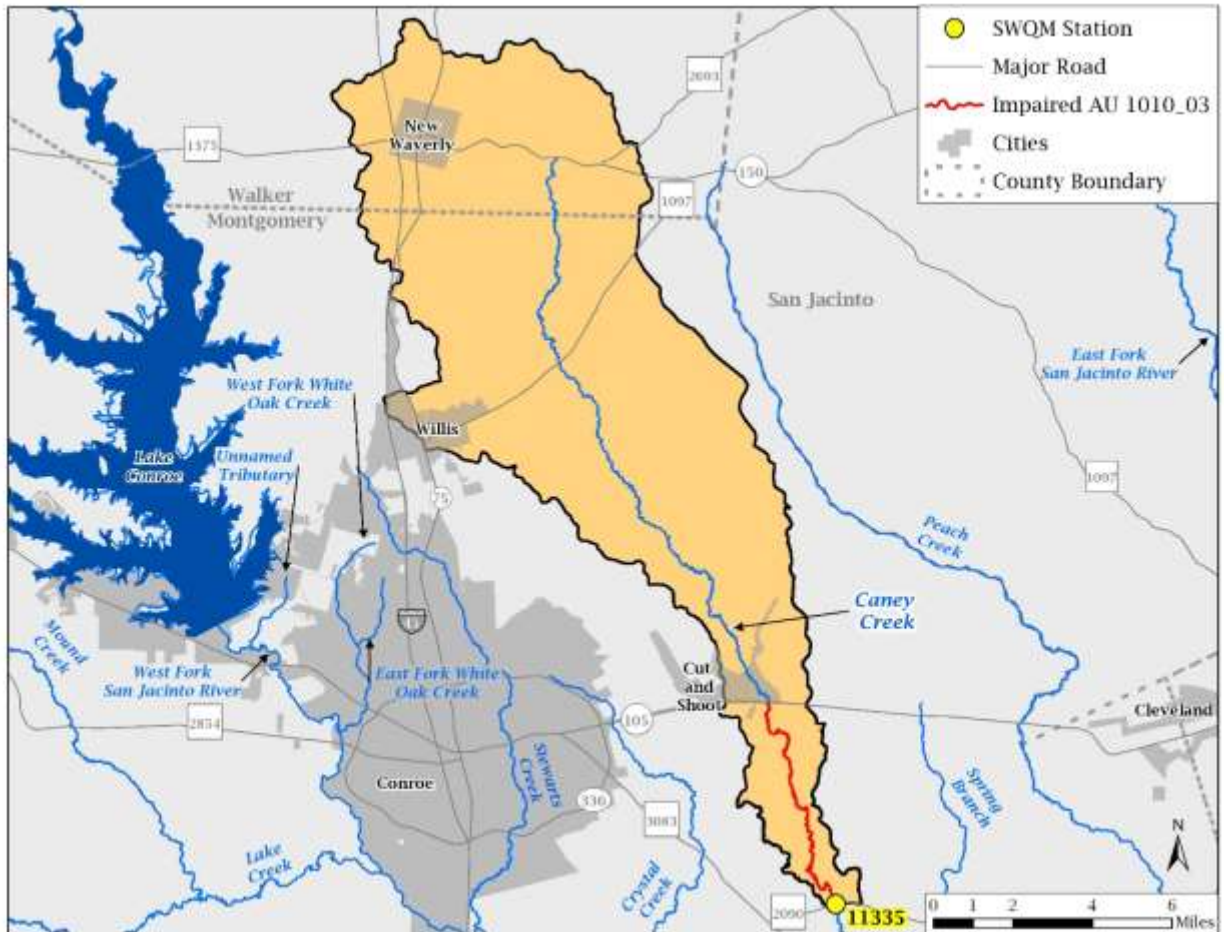 SWQM Station
Major Road
Impaired AU 1010_03
Cities
County Boundary
2693
New
Waverly
1375
150
Walker
Montgomery
1097
San Jacinto
East Fork
San Jacinto River
West Fork White
Oak Creek
Willis
Lake
Conroe
Unnamed
Tributary
75
1097
Peach
Creek
Caney
Creek
Mound
Creek
West Fork
San Jacinto River
East Fork White
Oak Creek
Cut
and
Shoot
2854
105
Cleveland
Conroe
Stewarts
Creek
336
3083
Spring
Branch
N
Lake
Creek
Crystal
Creek
2090
11335
0 1 2 4 6
Miles